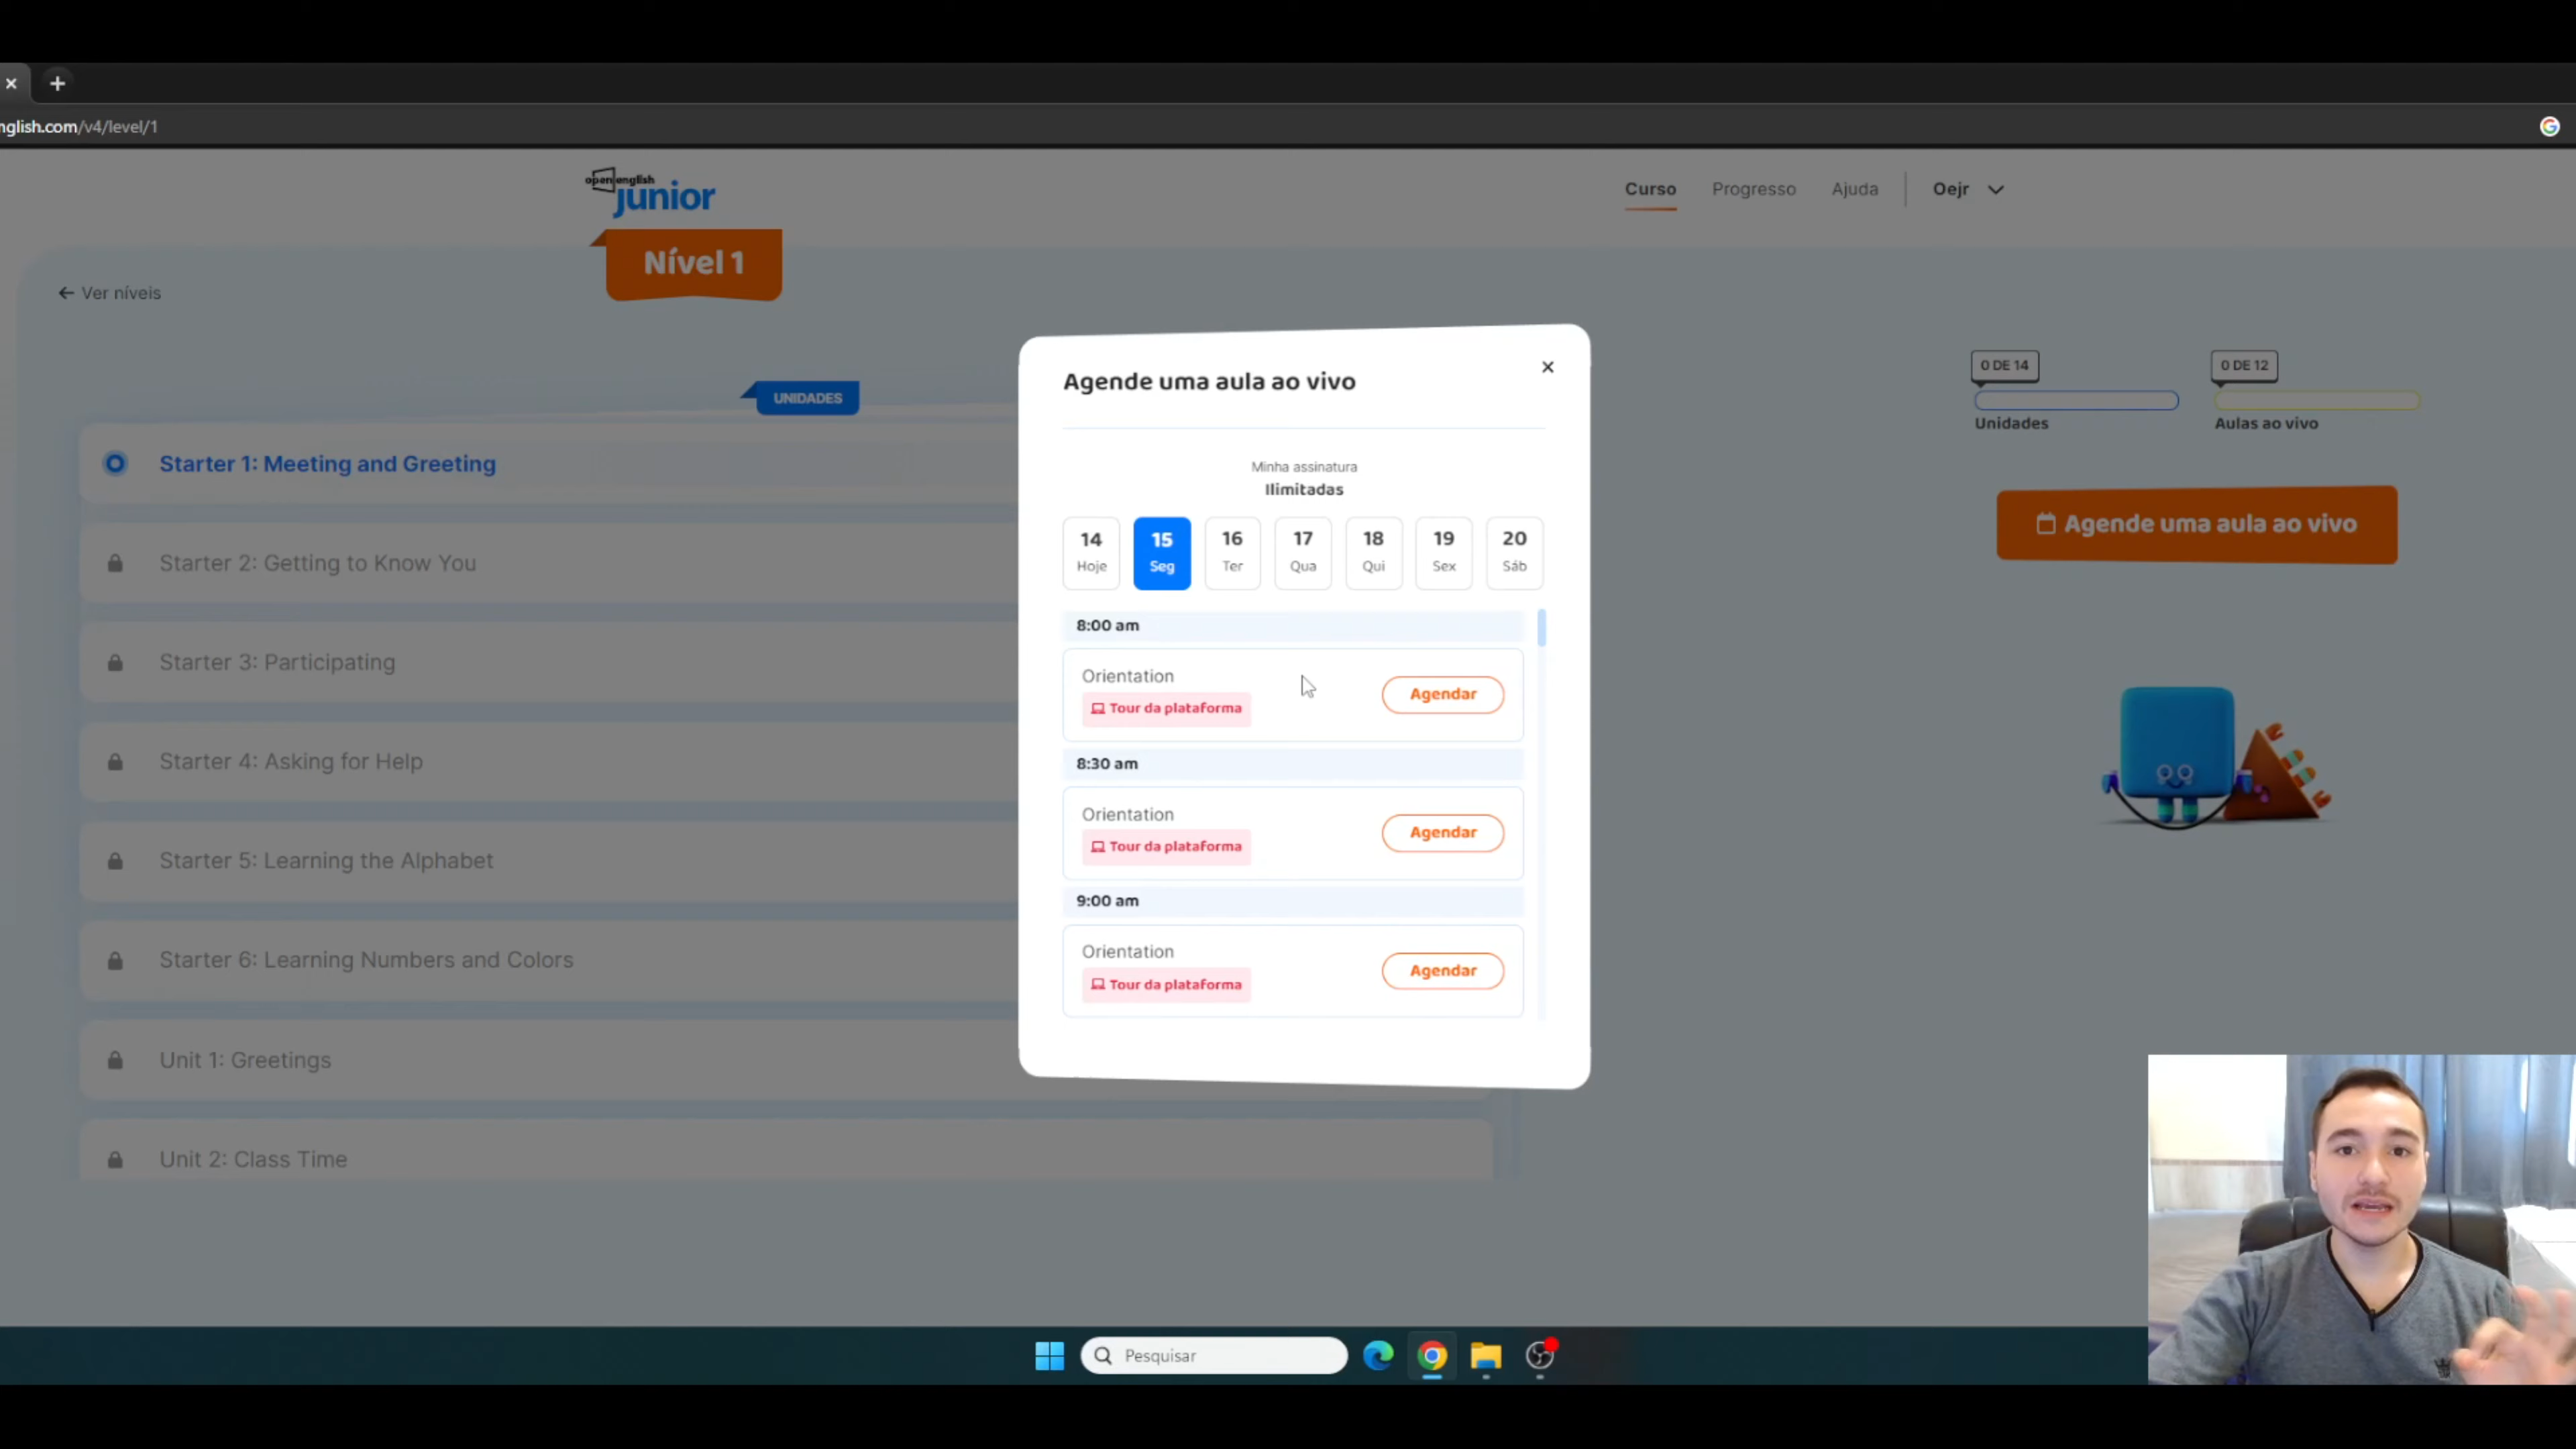 nglish.com/v4/level/1
open english
junior
Curso
Progresso
Ajuda
Oejr
Nível 1
Ver níveis
UNIDADES
Starter 1: Meeting and Greeting
Starter 2: Getting to Know You
Starter 3: Participating
Starter 4: Asking for Help
Starter 5: Learning the Alphabet
Starter 6: Learning Numbers and Colors
Unit 1: Greetings
Unit 2: Class Time
Agende uma aula ao vivo
Minha assinatura
Ilimitadas
14 15 16 17 18 19 20
Hoje Seg Ter Qua Qui Sex Sáb
8:00 am
Orientation
Tour da plataforma
Agendar
8:30 am
Orientation
Tour da plataforma
Agendar
9:00 am
Orientation
Tour da plataforma
Agendar
0 DE 14
Unidades
0 DE 12
Aulas ao vivo
Agende uma aula ao vivo
Pesquisar